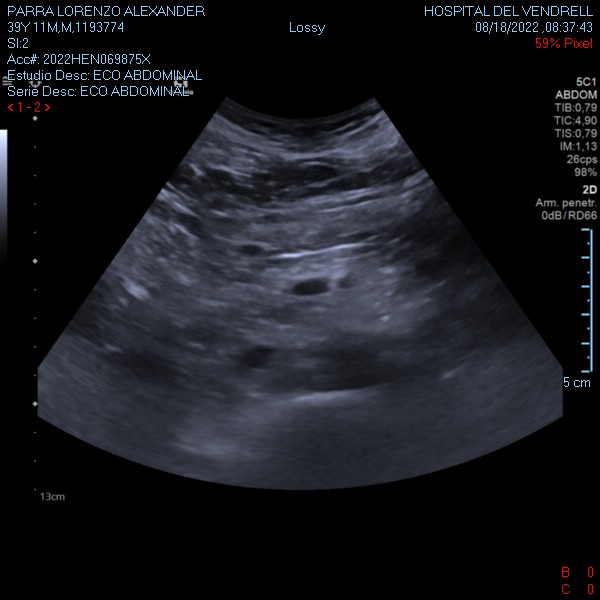 PARRA LORENZO ALEXANDER
39Y 11M,M,1193774
SI:2
Acc#: 2022HEN069875X
Estudio Desc: ECO ABDOMINAL
Serie Desc: ECO ABDOMINAL
< 1 - 2 >
Lossy
HOSPITAL DEL VENDRELL
08/18/2022 ,08:37:43
59% Pixel
5C1
ABDOM
TIB:0,79
TIC:4,90
TIS:0,79
IM:1,13
26cps
98%
2D
Arm. penetr.
0dB/RD66
5 cm
13cm
B 0
C 0